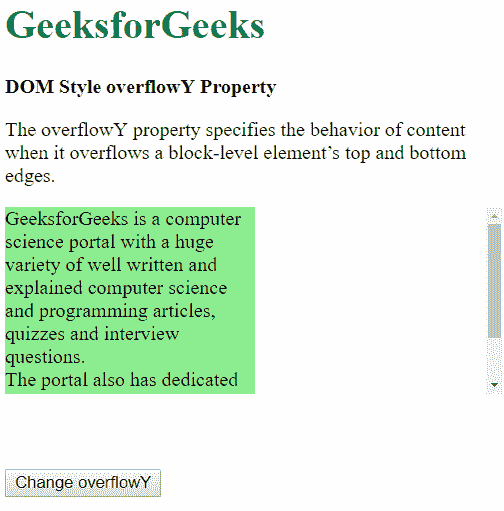 GeeksforGeeks
DOM Style overflowY Property
The overflowY property specifies the behavior of content
when it overflows a block-level element’s top and bottom
edges.
GeeksforGeeks is a computer
science portal with a huge
variety of well written and
explained computer science
and programming articles,
quizzes and interview
questions.
The portal also has dedicated
Change overflowY